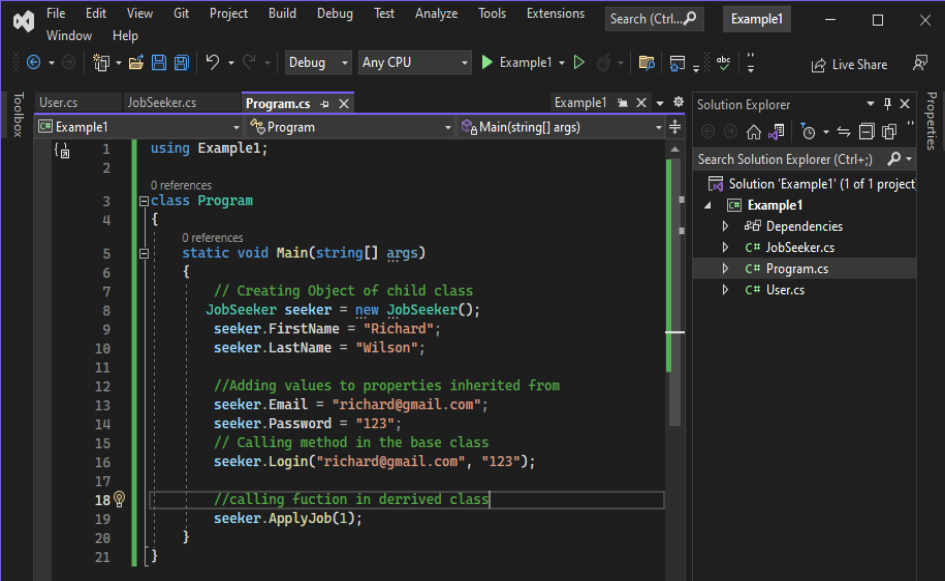 File Edit View Git Project Build Debug Test Analyze Tools Extensions Search (Ctrl... Example1
Window Help
Debug Any CPU Example1 abc Live Share
Toolbox
User.cs JobSeeker.cs Program.cs Example1
C# Example1 Program Main(string[] args)
1 using Example1;
2
0 references
3 class Program
4 {
0 references
5 static void Main(string[] args)
6 {
7 // Creating Object of child class
8 JobSeeker seeker = new JobSeeker();
9 seeker.FirstName = "Richard";
10 seeker.LastName = "Wilson";
11
12 //Adding values to properties inherited from
13 seeker.Email = "richard@gmail.com";
14 seeker.Password = "123";
15 // Calling method in the base class
16 seeker.Login("richard@gmail.com", "123");
17
18 //calling fuction in derrived class
19 seeker.ApplyJob(1);
20 }
21 }
Solution Explorer
Search Solution Explorer (Ctrl+;)
Solution 'Example1' (1 of 1 project
C# Example1
Dependencies
C# JobSeeker.cs
C# Program.cs
C# User.cs
Properties